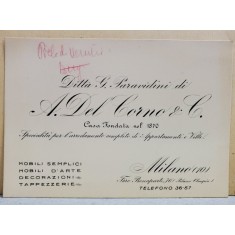 Ditta G. Paravidini di
A. Del Corno & C.
Casa Fondata nel 1870
Specialità per l'arredamento completo di Appartamenti e Ville
MOBILI SEMPLICI
MOBILI D'ARTE
DECORAZIONI
TAPPEZZERIE
Milano (10)
TELEFONO 36-57